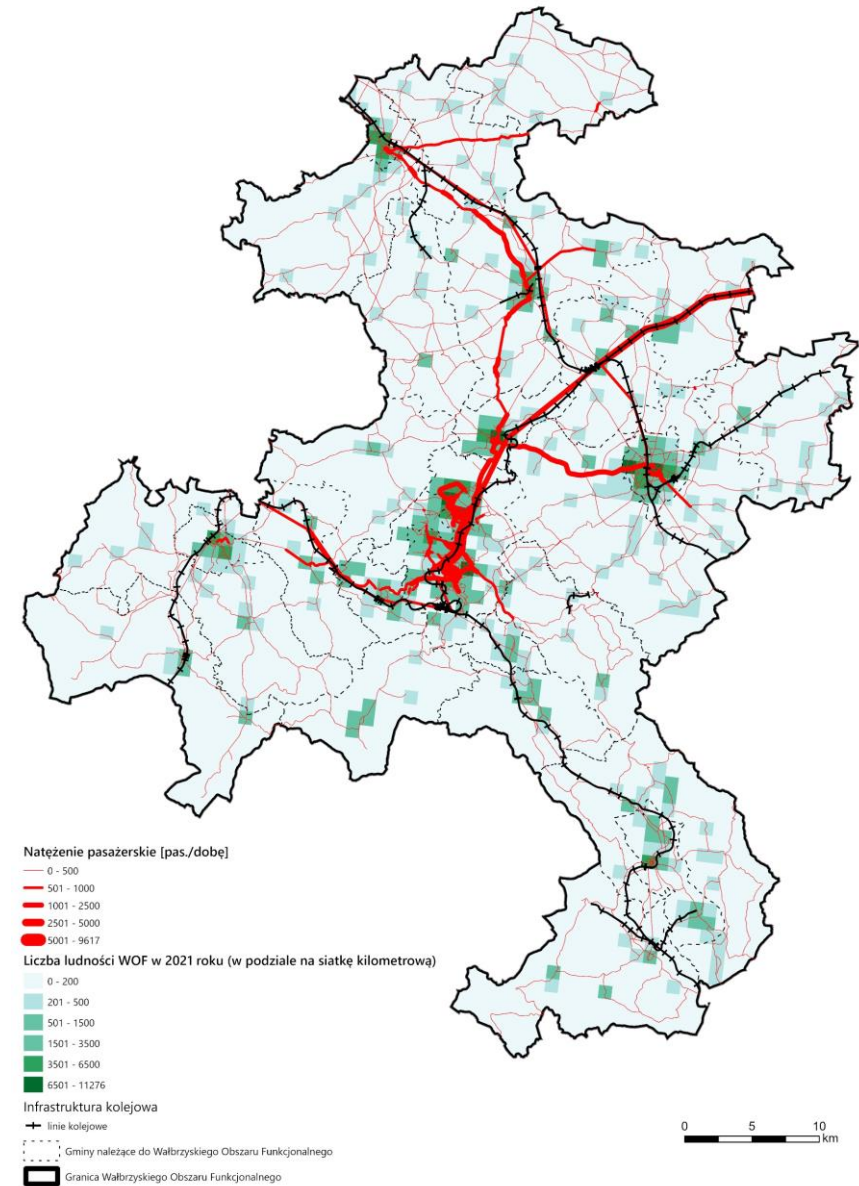 Natężenie pasażerskie [pas./dobę]
0 - 500
501 - 1000
1001 - 2500
2501 - 5000
5001 - 9617
Liczba ludności WOF w 2021 roku (w podziale na siatkę kilometrową)
0 - 200
201 - 500
501 - 1500
1501 - 3500
3501 - 6500
6501 - 11276
Infrastruktura kolejowa
linie kolejowe
Gminy należące do Wałbrzyskiego Obszaru Funkcjonalnego
Granica Wałbrzyskiego Obszaru Funkcjonalnego
0 5 10
km